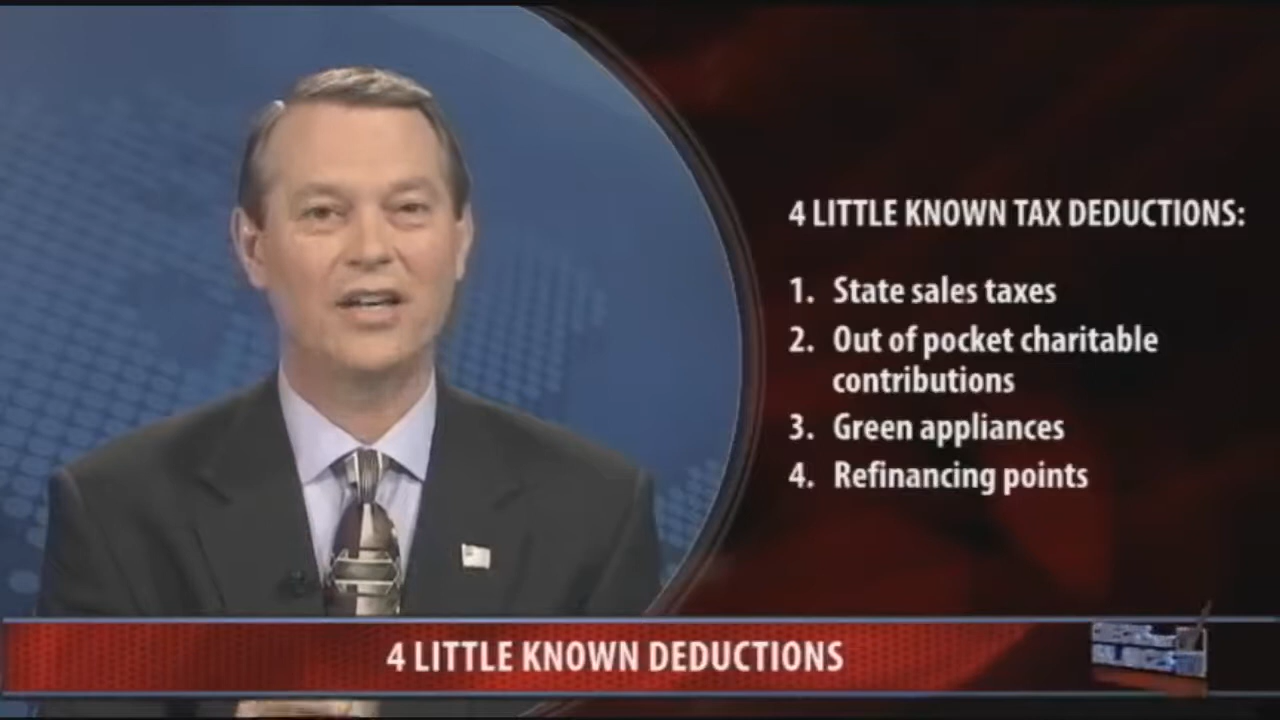 4 LITTLE KNOWN TAX DEDUCTIONS:
1. State sales taxes
2. Out of pocket charitable
contributions
3. Green appliances
4. Refinancing points
4 LITTLE KNOWN DEDUCTIONS